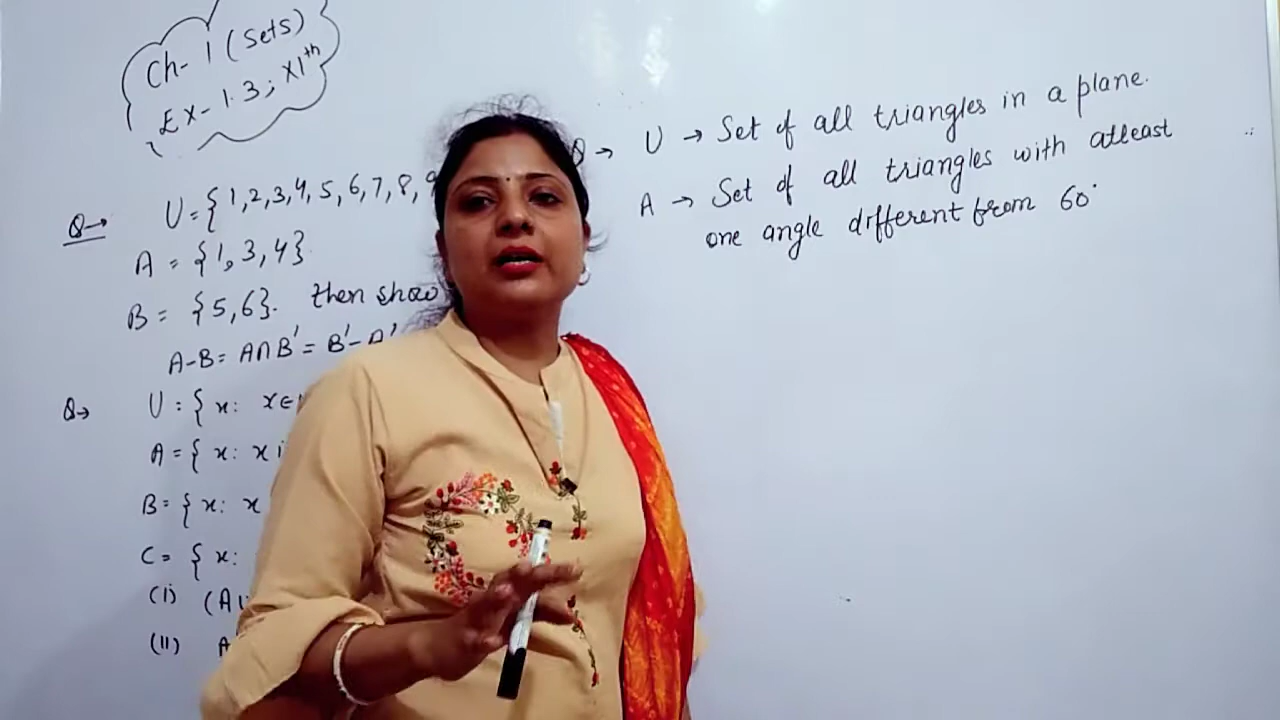 Ch-1 (Sets)
Ex-1.3; XIth
Q→ U={1,2,3,4,5,6,7,8,9
A = {1,3,4}
B = {5,6}. then show
A-B = A∩B' = B'-A'
Q→ U = {x: x∈
A = {x: x
B = {x: x
C = {x:
(i) (A
(ii) A
Q→ U → Set of all triangles in a plane.
A → Set of all triangles with atleast
one angle different from 60°